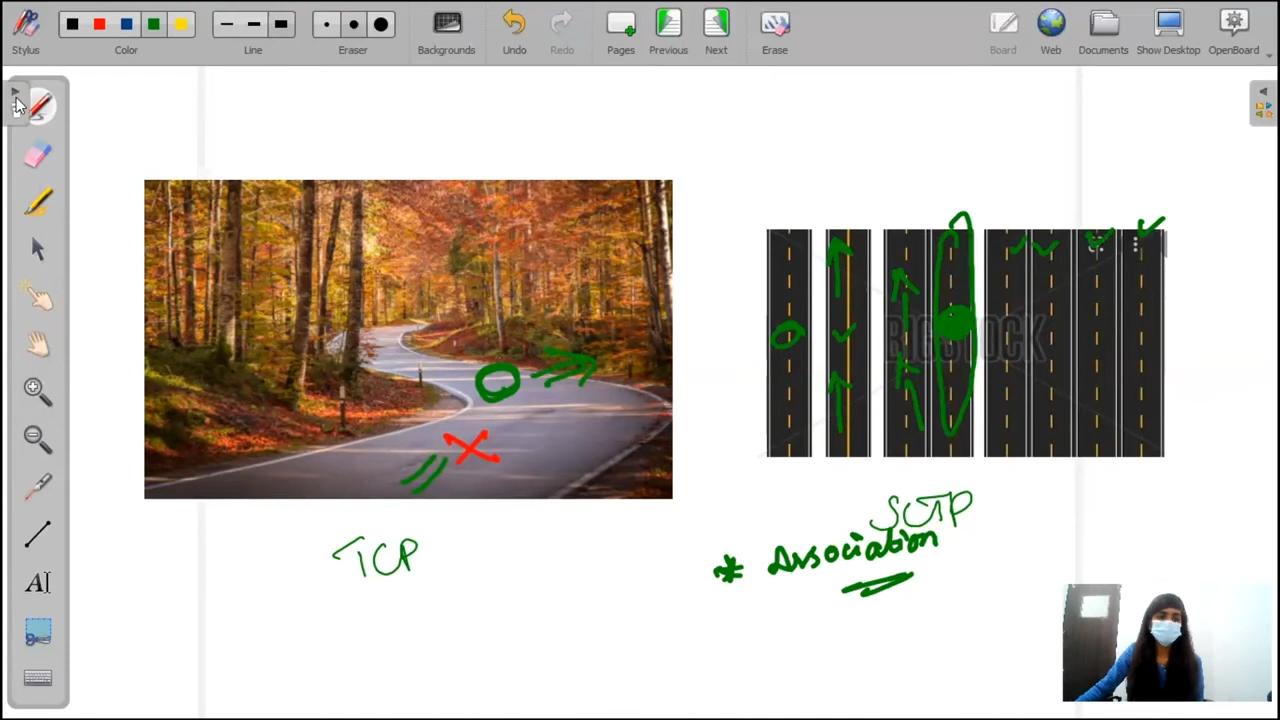 Stylus
Color
Line
Eraser
Backgrounds
Undo
Redo
Pages
Previous
Next
Erase
Board
Web
Documents
Show Desktop
OpenBoard
A
BIGSTOCK
TCP
SCTP
* Association